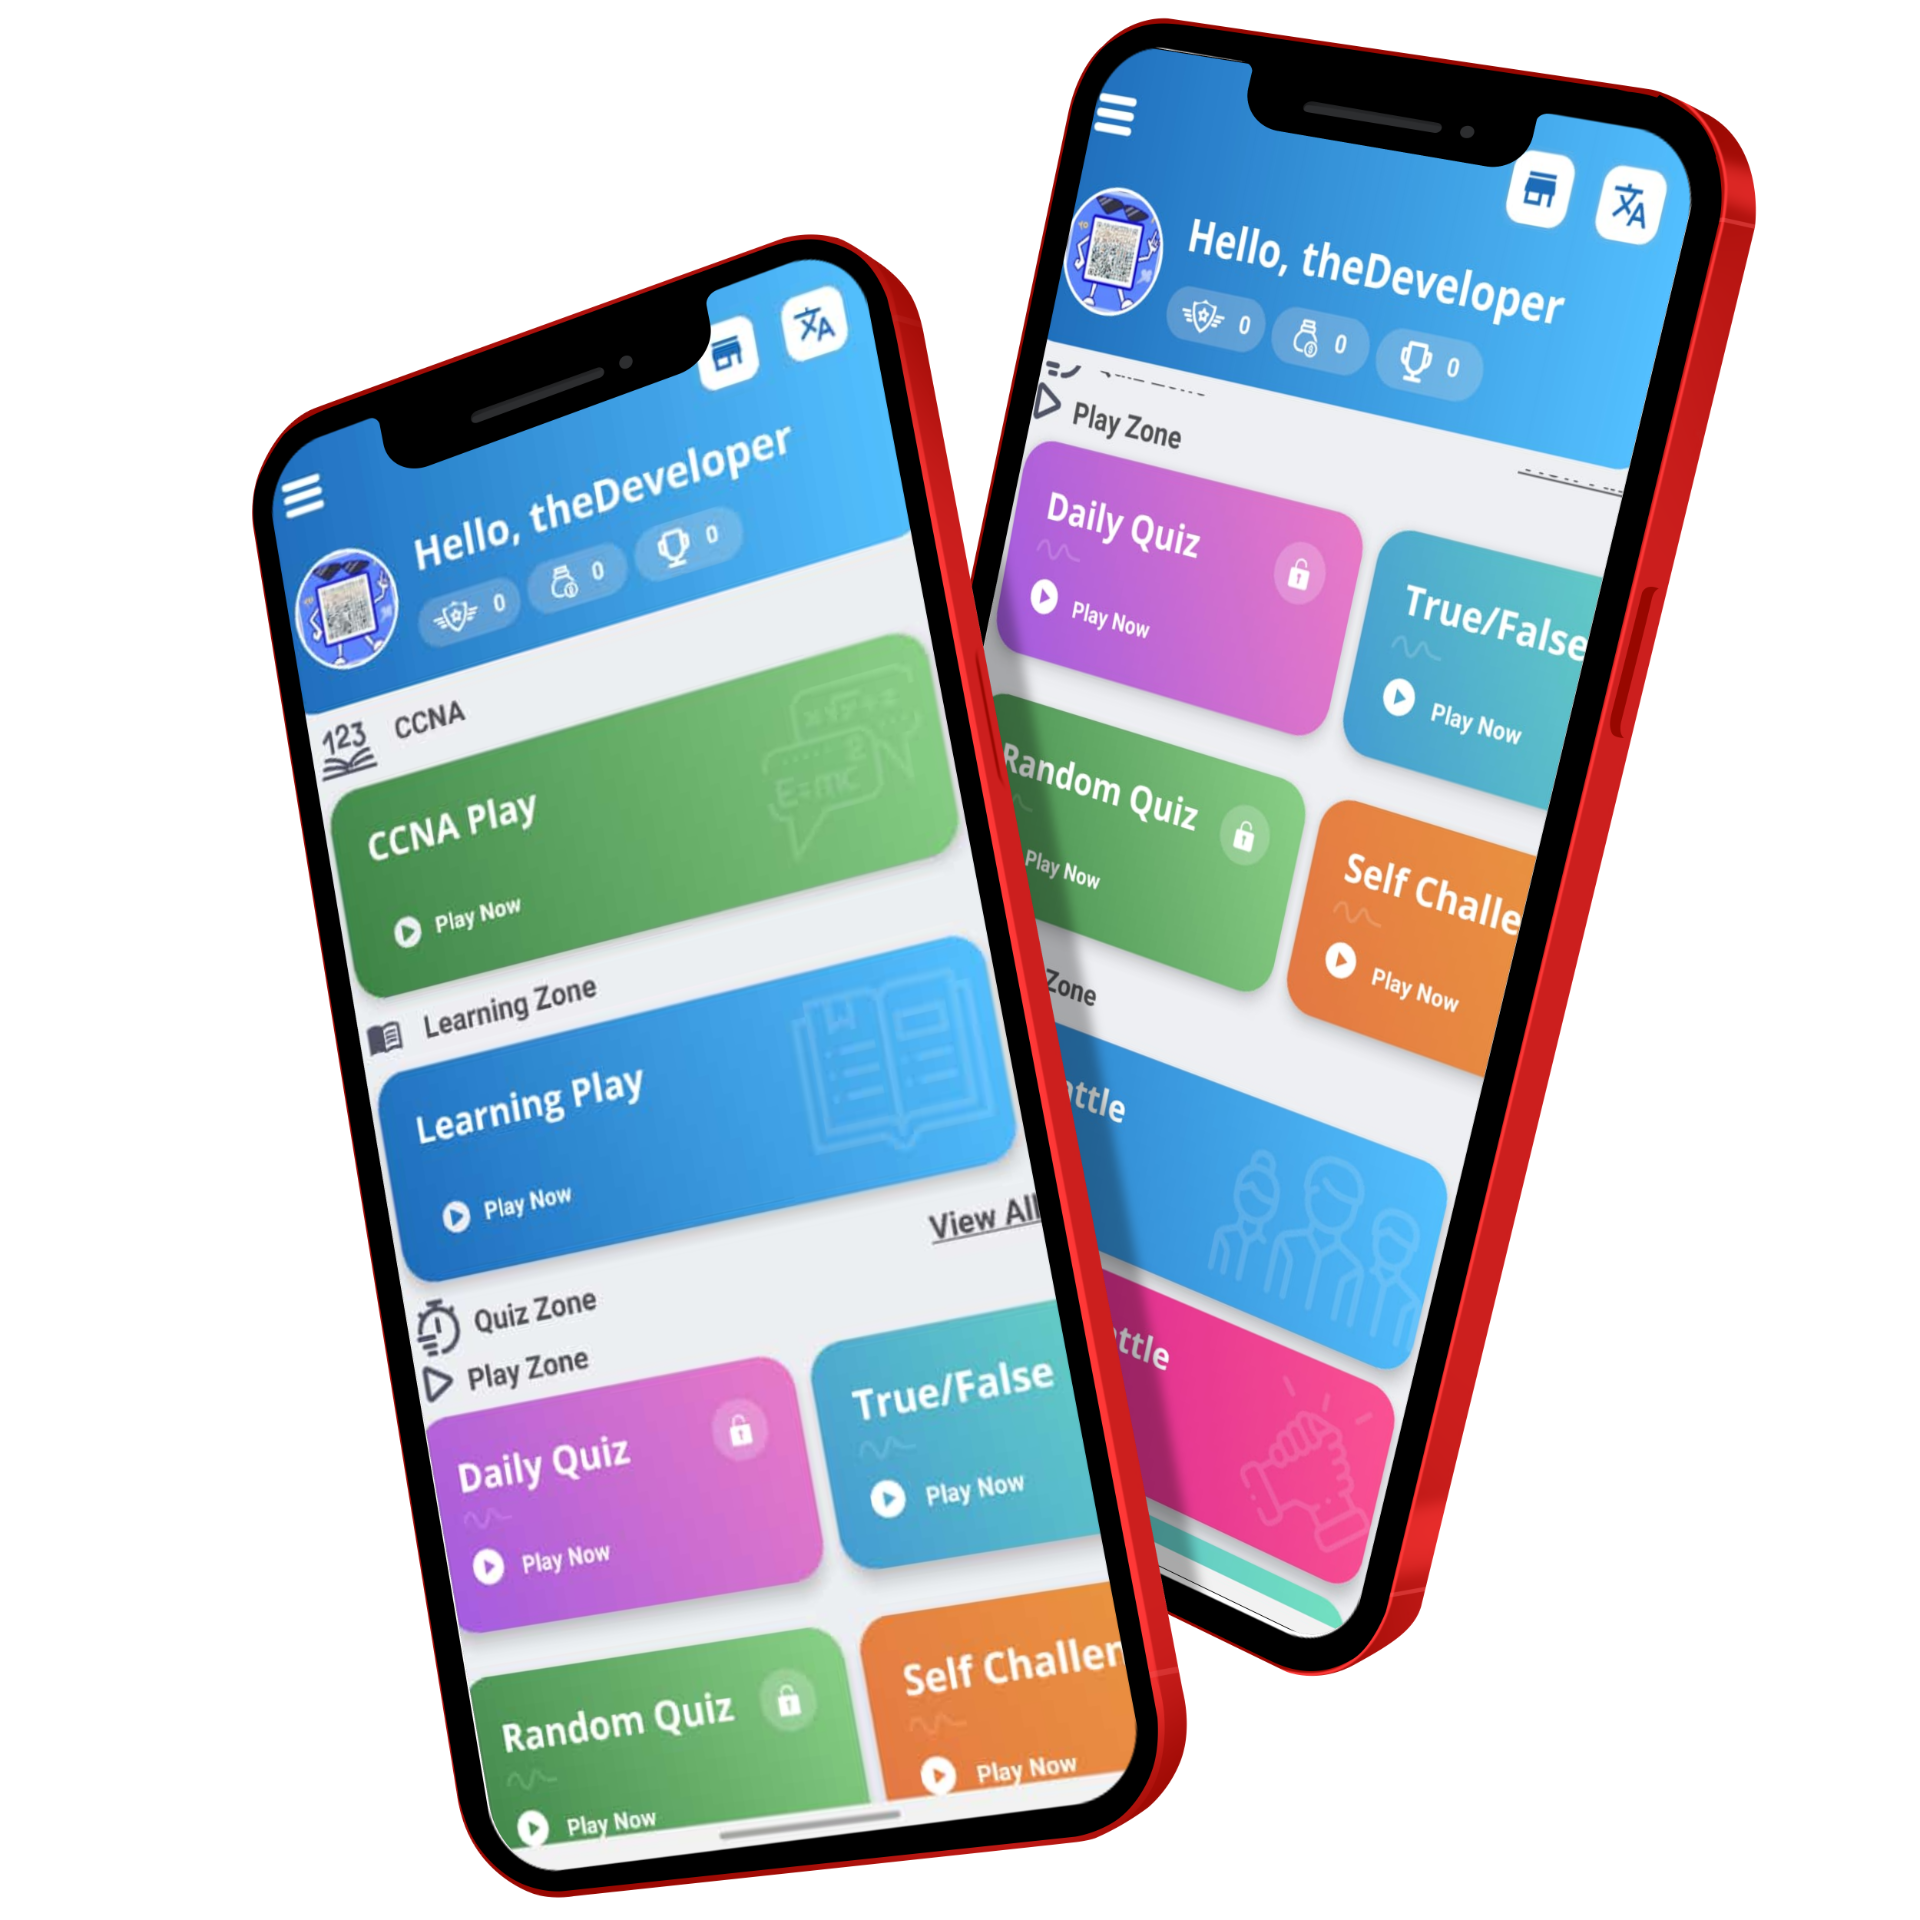 Hello, theDeveloper
0 0 0
123
CCNA
CCNA Play
E=mc²
Play Now
Learning Zone
Learning Play
Play Now
View All
Quiz Zone
Play Zone
Daily Quiz
Play Now
True/False
Play Now
Random Quiz
Play Now
Self Challen
Play Now
Hello, theDeveloper
0 0 0
Play Zone
Daily Quiz
Play Now
True/False
Play Now
Random Quiz
Play Now
Self Challe
Play Now
Zone
attle
attle